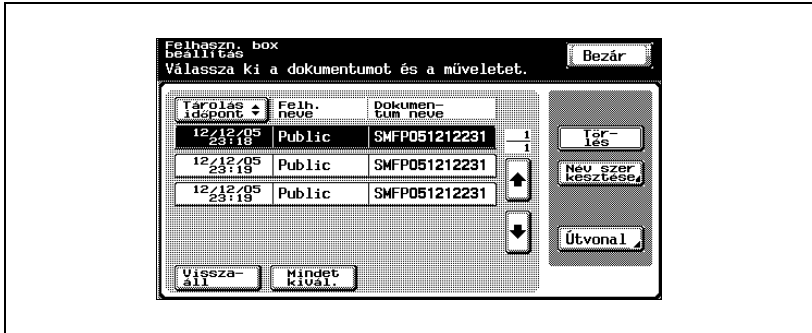 Felhaszn. box
beállítás
Válassza ki a dokumentumot és a műveletet.
Bezár
Tárolás
időpont
Felh.
neve
Dokumen-
tum neve
12/12/05
23:18
Public
SMFP051212231
1
1
Tör-
lés
12/12/05
23:19
Public
SMFP051212231
Név szer
kesztése
12/12/05
23:19
Public
SMFP051212231
Útvonal
Vissza-
áll
Mindet
kivál.